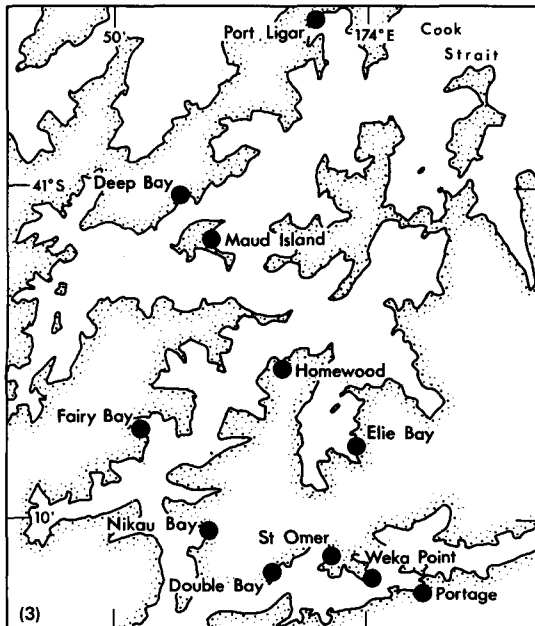 50'
Port Ligar
174°E
Cook
Strait
41°S
Deep Bay
Maud Island
Homewood
Fairy Bay
Elie Bay
10'
Nikau Bay
St Omer
Weka Point
Double Bay
Portage
(3)